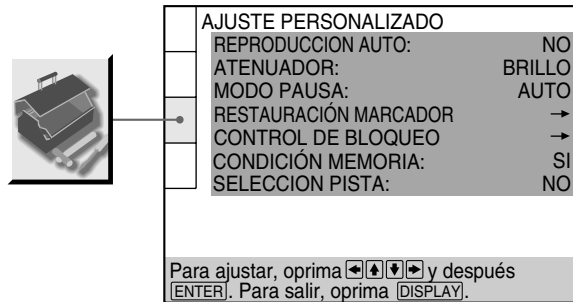 AJUSTE PERSONALIZADO
REPRODUCCION AUTO: NO
ATENUADOR: BRILLO
MODO PAUSA: AUTO
RESTAURACIÓN MARCADOR →
CONTROL DE BLOQUEO →
CONDICIÓN MEMORIA: SI
SELECCION PISTA: NO
Para ajustar, oprima ←↑↓→ y después
ENTER. Para salir, oprima DISPLAY.